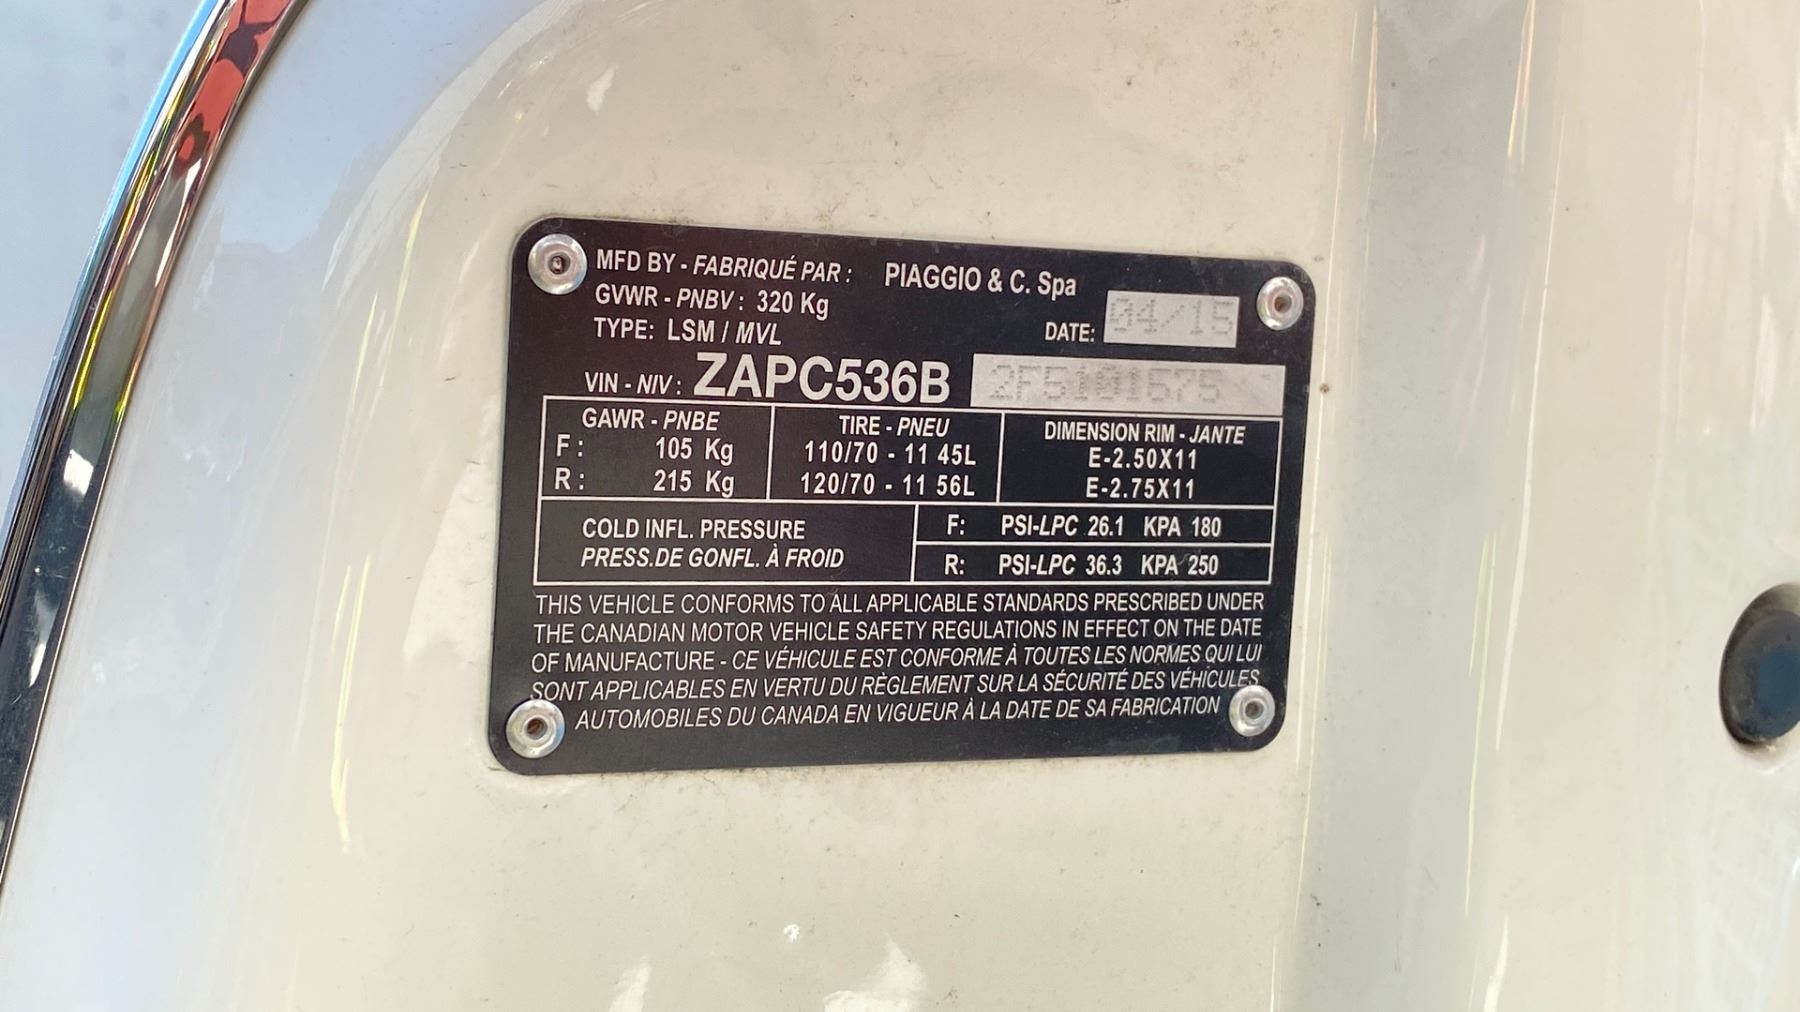 MFD BY - FABRIQUÉ PAR : PIAGGIO & C. Spa
GVWR - PNBV : 320 Kg
TYPE: LSM / MVL DATE: 04/15
VIN - NIV : ZAPC536B 2F5101575
GAWR - PNBE TIRE - PNEU DIMENSION RIM - JANTE
F : 105 Kg 110/70 - 11 45L E-2.50X11
R : 215 Kg 120/70 - 11 56L E-2.75X11
COLD INFL. PRESSURE F: PSI-LPC 26.1 KPA 180
PRESS.DE GONFL. À FROID R: PSI-LPC 36.3 KPA 250
THIS VEHICLE CONFORMS TO ALL APPLICABLE STANDARDS PRESCRIBED UNDER
THE CANADIAN MOTOR VEHICLE SAFETY REGULATIONS IN EFFECT ON THE DATE
OF MANUFACTURE - CE VÉHICULE EST CONFORME À TOUTES LES NORMES QUI LUI
SONT APPLICABLES EN VERTU DU RÈGLEMENT SUR LA SÉCURITÉ DES VÉHICULES
AUTOMOBILES DU CANADA EN VIGUEUR À LA DATE DE SA FABRICATION